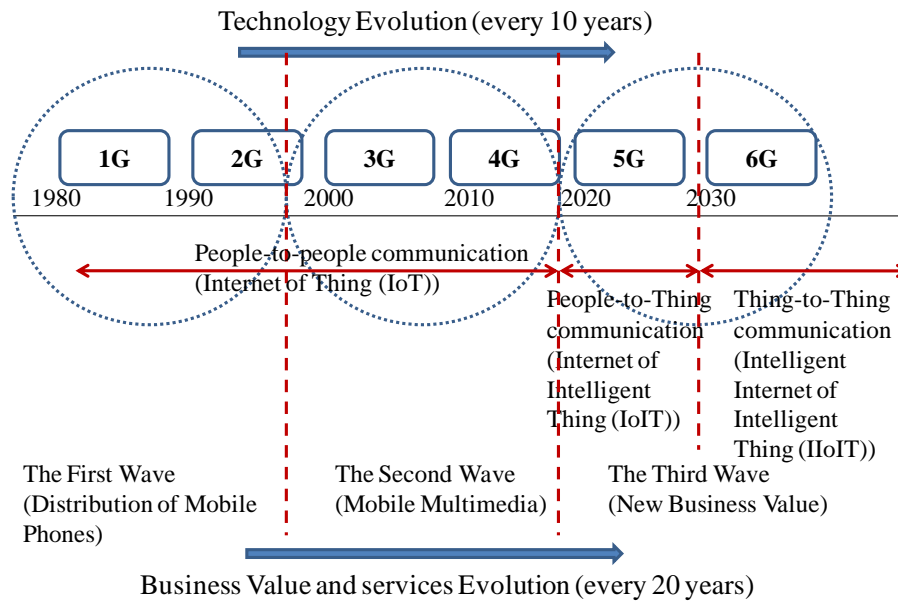 Technology Evolution (every 10 years)
1G
2G
3G
4G
5G
6G
1980
1990
2000
2010
2020
2030
People-to-people communication
(Internet of Thing (IoT))
People-to-Thing
communication
(Internet of
Intelligent
Thing (IoIT))
Thing-to-Thing
communication
(Intelligent
Internet of
Intelligent
Thing (IIoIT))
The First Wave
(Distribution of Mobile
Phones)
The Second Wave
(Mobile Multimedia)
The Third Wave
(New Business Value)
Business Value and services Evolution (every 20 years)